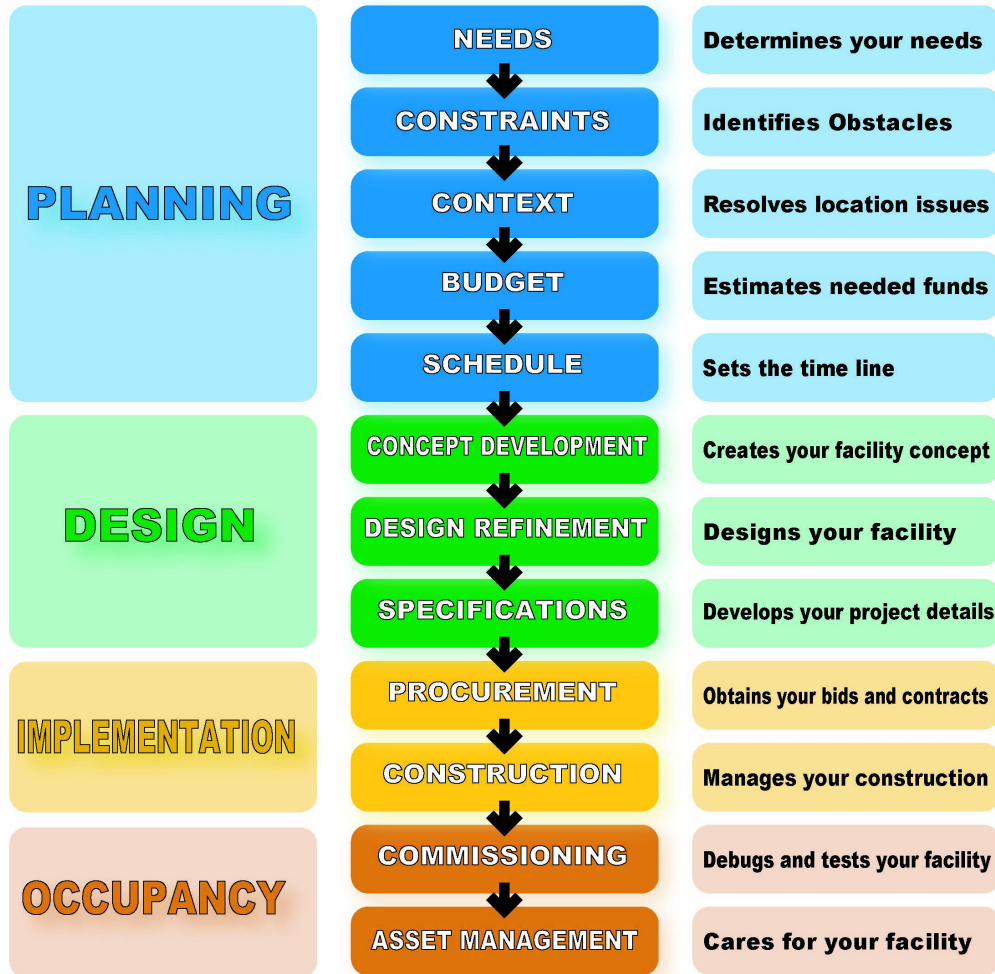 PLANNING
NEEDS
Determines your needs
CONSTRAINTS
Identifies Obstacles
CONTEXT
Resolves location issues
BUDGET
Estimates needed funds
SCHEDULE
Sets the time line
DESIGN
CONCEPT DEVELOPMENT
Creates your facility concept
DESIGN REFINEMENT
Designs your facility
SPECIFICATIONS
Develops your project details
IMPLEMENTATION
PROCUREMENT
Obtains your bids and contracts
CONSTRUCTION
Manages your construction
OCCUPANCY
COMMISSIONING
Debugs and tests your facility
ASSET MANAGEMENT
Cares for your facility